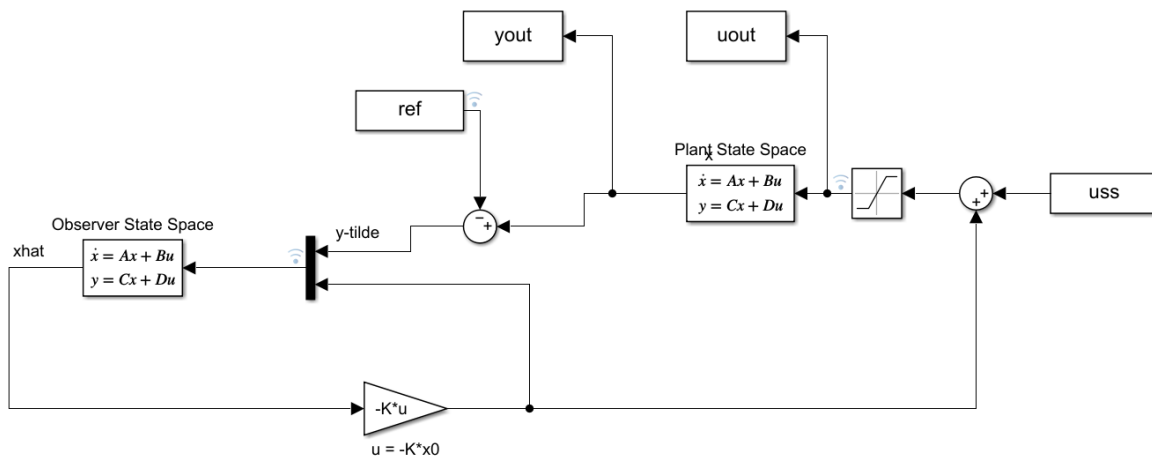 yout
uout
ref
Plant State Space
x
ẋ = Ax + Bu
y = Cx + Du
+
+
uss
Observer State Space
xhat
ẋ = Ax + Bu
y = Cx + Du
y-tilde
−
+
-K*u
u = -K*x0